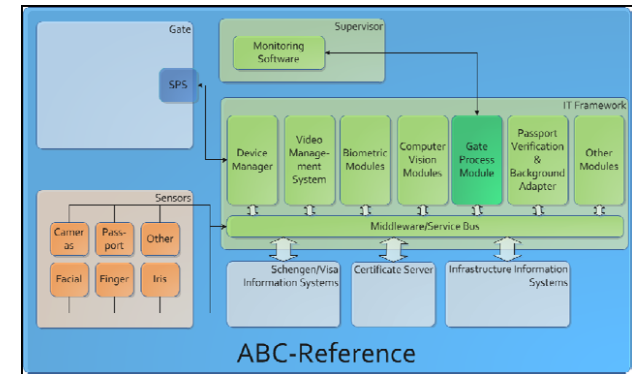 Gate
Supervisor
Monitoring
Software
SPS
IT Framework
Device
Manager
Video
Manage-
ment
System
Biometric
Modules
Computer
Vision
Modules
Gate
Process
Module
Passport
Verification
&
Background
Adapter
Other
Modules
Middleware/Service Bus
Sensors
Camer
as
Pass-
port
Other
Facial
Finger
Iris
Schengen/Visa
Information Systems
Certificate Server
Infrastructure Information
Systems
ABC-Reference